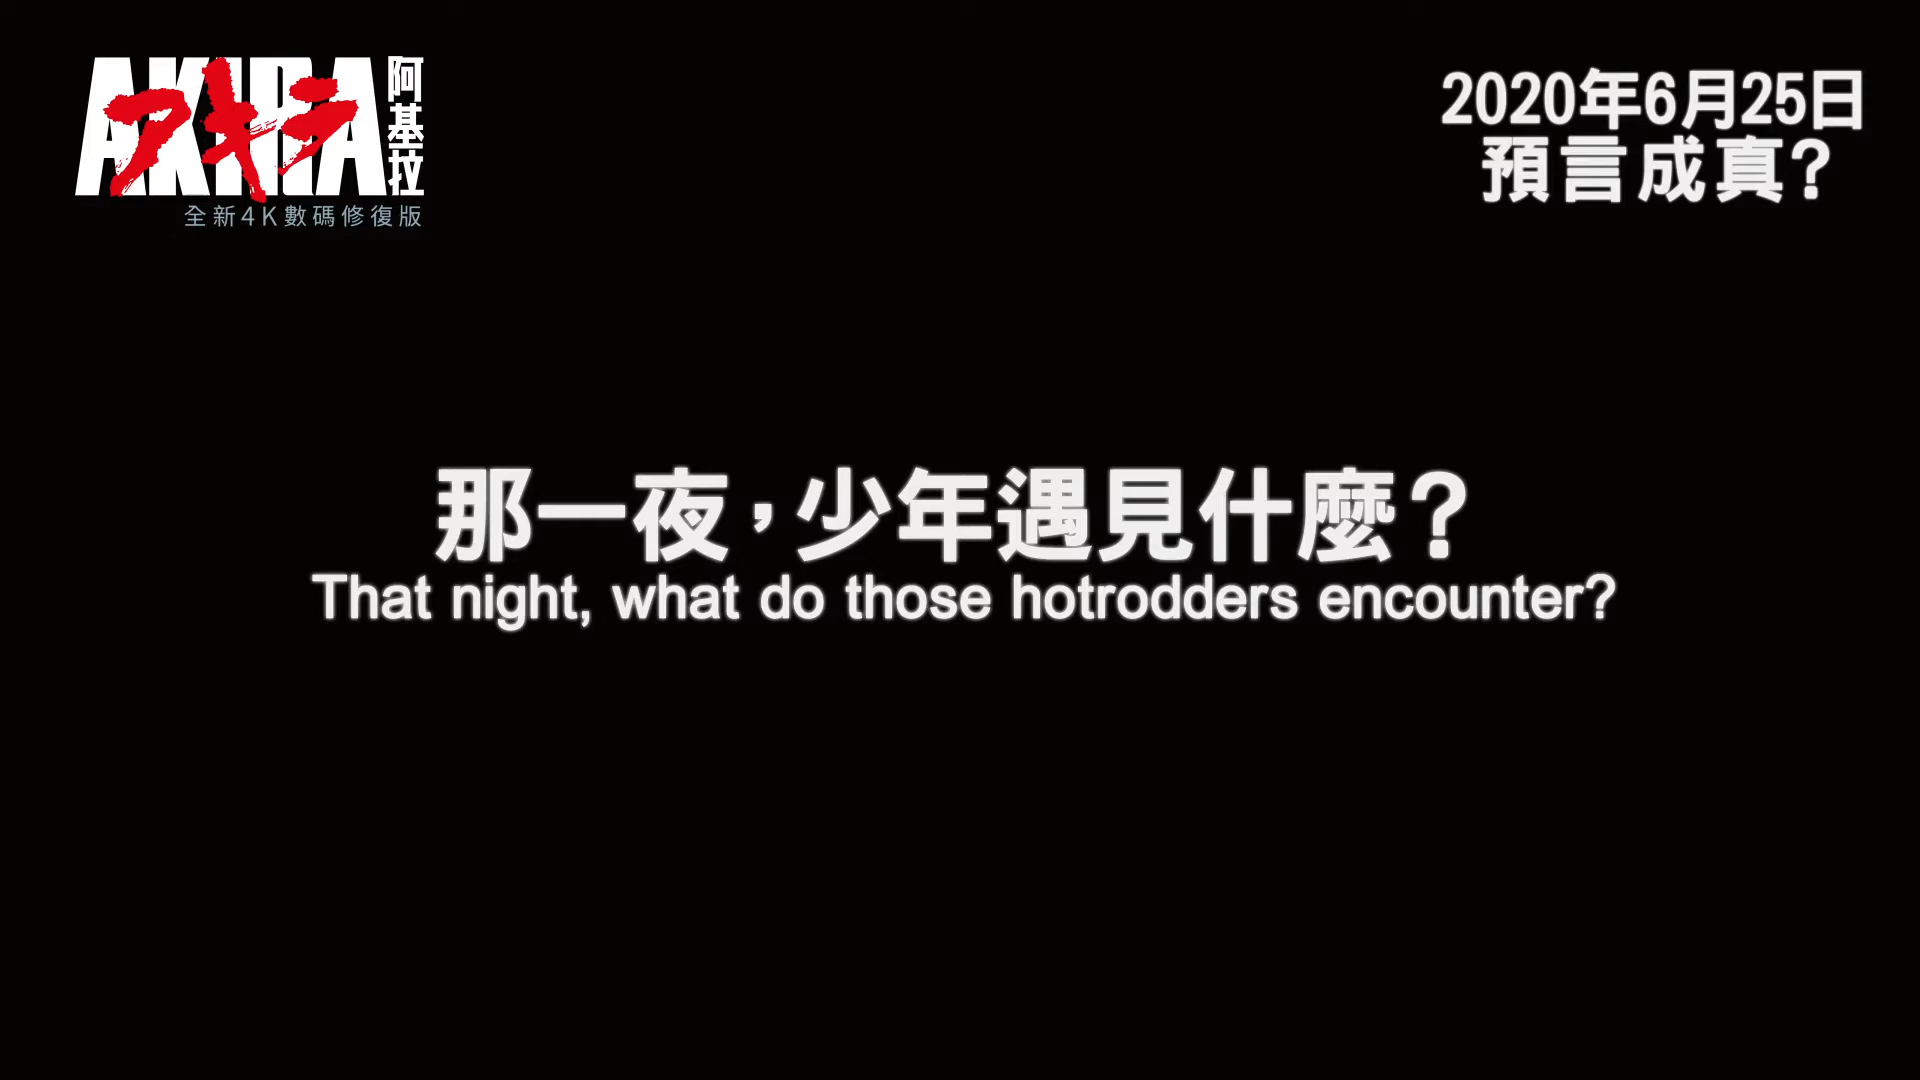 AKIRA
アキラ
阿基拉
全新4K數碼修復版
2020年6月25日
預言成真?
那一夜，少年遇見什麼？
That night, what do those hotrodders encounter?